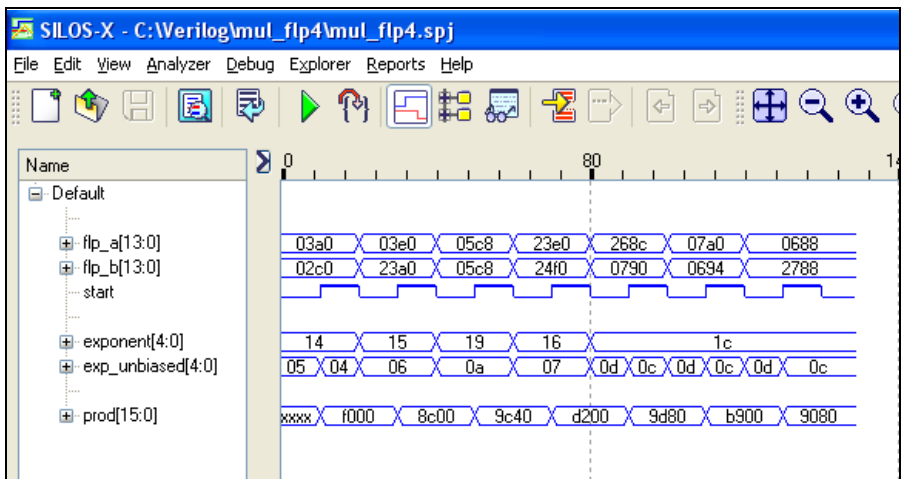 SILOS-X - C:\Verilog\mul_flp4\mul_flp4.spj
File Edit View Analyzer Debug Explorer Reports Help
Name 0 80 14
Default
flp_a[13:0] 03a0 03e0 05c8 23e0 268c 07a0 0688
flp_b[13:0] 02c0 23a0 05c8 24f0 0790 0694 2788
start
exponent[4:0] 14 15 19 16 1c
exp_unbiased[4:0] 05 04 06 0a 07 0d 0c 0d 0c 0d 0c
prod[15:0] xxxx f000 8c00 9c40 d200 9d80 b900 9080